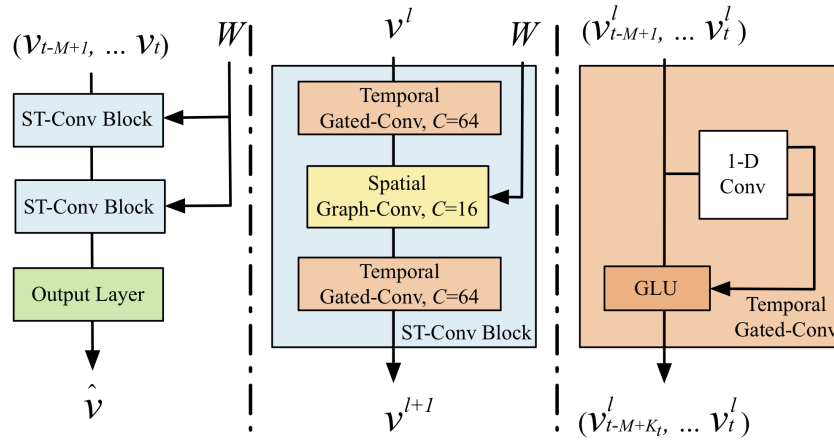 (v_{t-M+1}, ... v_t)
W
ST-Conv Block
ST-Conv Block
Output Layer
v̂
v^l
W
Temporal
Gated-Conv, C=64
Spatial
Graph-Conv, C=16
Temporal
Gated-Conv, C=64
ST-Conv Block
v^{l+1}
(v^l_{t-M+1}, ... v^l_t)
1-D
Conv
GLU
Temporal
Gated-Conv
(v^l_{t-M+K_t}, ... v^l_t)